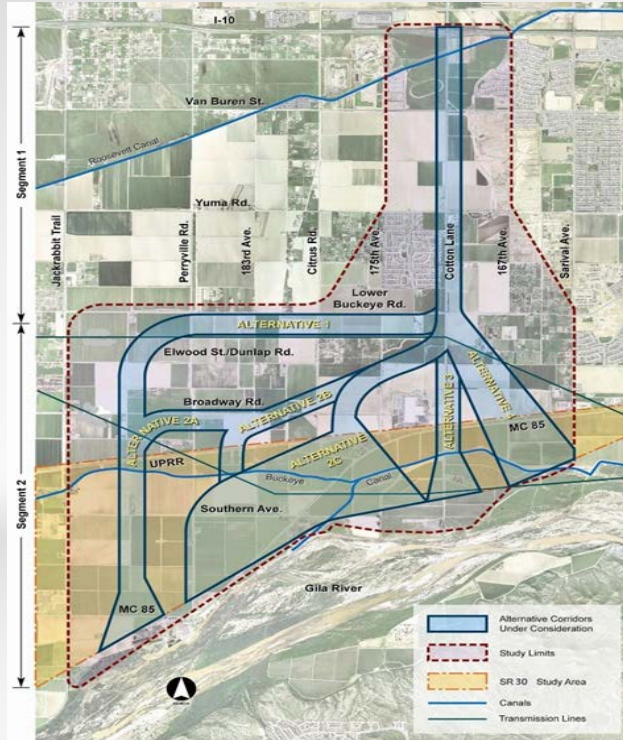 I-10
Van Buren St.
Roosevelt Canal
Segment 1
Yuma Rd.
Jackrabbit Trail
Perryville Rd.
183rd Ave.
Citrus Rd.
175th Ave.
Cotton Lane
167th Ave.
Sarival Ave.
Lower
Buckeye Rd.
ALTERNATIVE 1
Elwood St./Dunlap Rd.
Broadway Rd.
ALTERNATIVE 2A
ALTERNATIVE 2B
ALTERNATIVE 3
MC 85
UPRR
ALTERNATIVE
2C
Buckeye
Canal
Segment 2
Southern Ave.
Gila River
MC 85
Alternative Corridors
Under Consideration
Study Limits
SR 30 Study Area
Canals
Transmission Lines